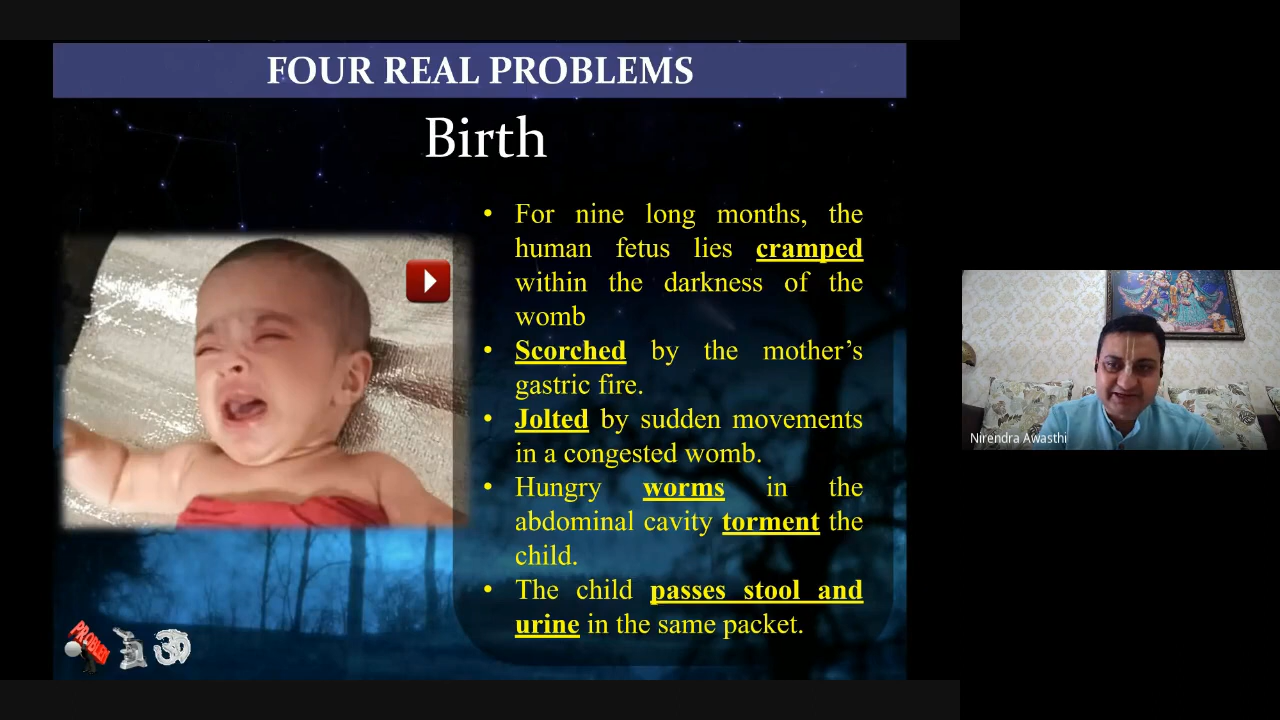 FOUR REAL PROBLEMS
Birth
• For nine long months, the
human fetus lies cramped
within the darkness of the
womb
• Scorched by the mother’s
gastric fire.
• Jolted by sudden movements
in a congested womb.
• Hungry worms in the
abdominal cavity torment the
child.
• The child passes stool and
urine in the same packet.
PROBLEM
ॐ
Nirendra Awasthi